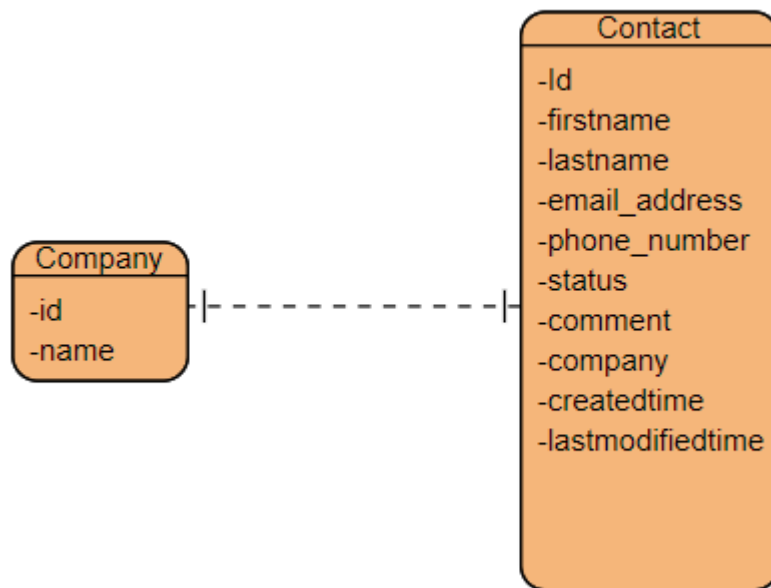 Company
-id
-name
Contact
-Id
-firstname
-lastname
-email_address
-phone_number
-status
-comment
-company
-createdtime
-lastmodifiedtime